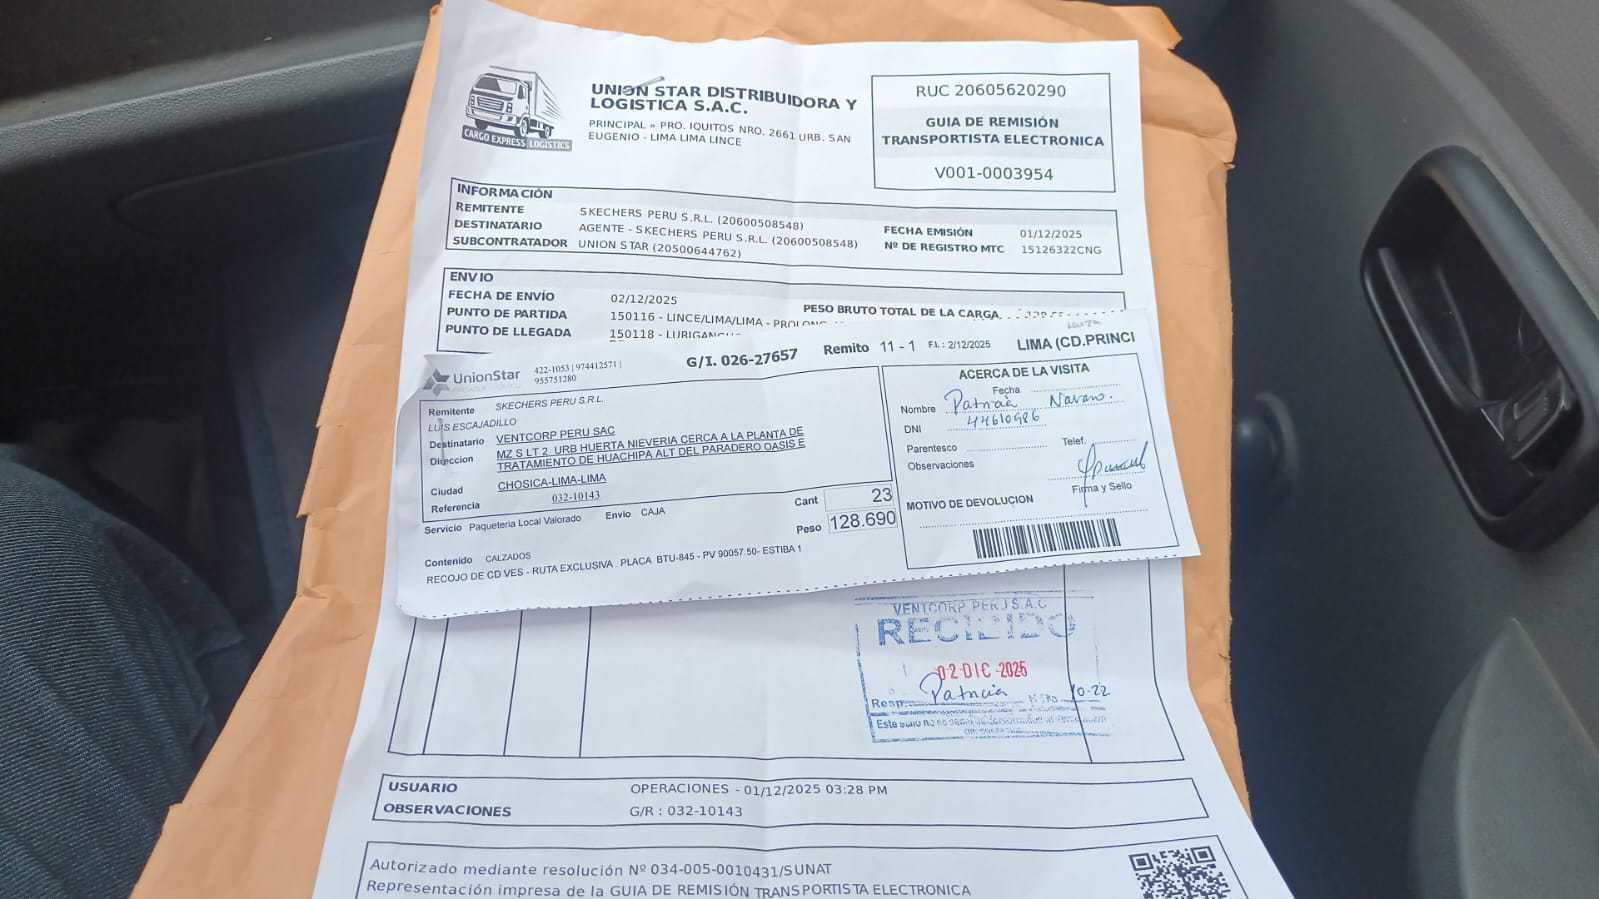 UNION STAR DISTRIBUIDORA Y
LOGISTICA S.A.C.
PRINCIPAL » PRO. IQUITOS NRO. 2661 URB. SAN
EUGENIO - LIMA LIMA LINCE
CARGO EXPRESS LOGISTICS
RUC 20605620290
GUIA DE REMISIÓN
TRANSPORTISTA ELECTRONICA
V001-0003954
INFORMACIÓN
REMITENTE SKECHERS PERU S.R.L. (20600508548)
DESTINATARIO AGENTE - SKECHERS PERU S.R.L. (20600508548)
SUBCONTRATADOR UNION STAR (20500644762)
FECHA EMISIÓN 01/12/2025
Nº DE REGISTRO MTC 15126322CNG
ENVIO
FECHA DE ENVÍO 02/12/2025
PUNTO DE PARTIDA 150116 - LINCE/LIMA/LIMA - PROLONG
PUNTO DE LLEGADA 150118 - LURIGANCH
PESO BRUTO TOTAL DE LA CARGA
UnionStar
422-1053 | 974412571 |
955751280
G/I. 026-27657 Remito 11 - 1 F.I.: 2/12/2025 LIMA (CD.PRINCI
Remitente SKECHERS PERU S.R.L.
LUIS ESCAJADILLO
Destinatario VENTCORP PERU SAC
Direccion MZ S LT 2 URB HUERTA NIEVERIA CERCA A LA PLANTA DE
TRATAMIENTO DE HUACHIPA ALT DEL PARADERO OASIS E
Ciudad CHOSICA-LIMA-LIMA
Referencia 032-10143
Servicio Paqueteria Local Valorado Envio CAJA
Cant 23
Peso 128.690
Contenido CALZADOS
RECOJO DE CD VES - RUTA EXCLUSIVA PLACA BTU-845 - PV 90057.50- ESTIBA 1
ACERCA DE LA VISITA
Fecha
Nombre Patricia Navarro.
DNI 44610986
Parentesco Telef.
Observaciones
Firma y Sello
MOTIVO DE DEVOLUCION
VENTCORP PERU S.A.C
RECIBIDO
02 DIC 2025
Resp. Patricia 10-22
USUARIO OPERACIONES - 01/12/2025 03:28 PM
OBSERVACIONES G/R : 032-10143
Autorizado mediante resolución Nº 034-005-0010431/SUNAT
Representación impresa de la GUIA DE REMISIÓN TRANSPORTISTA ELECTRONICA